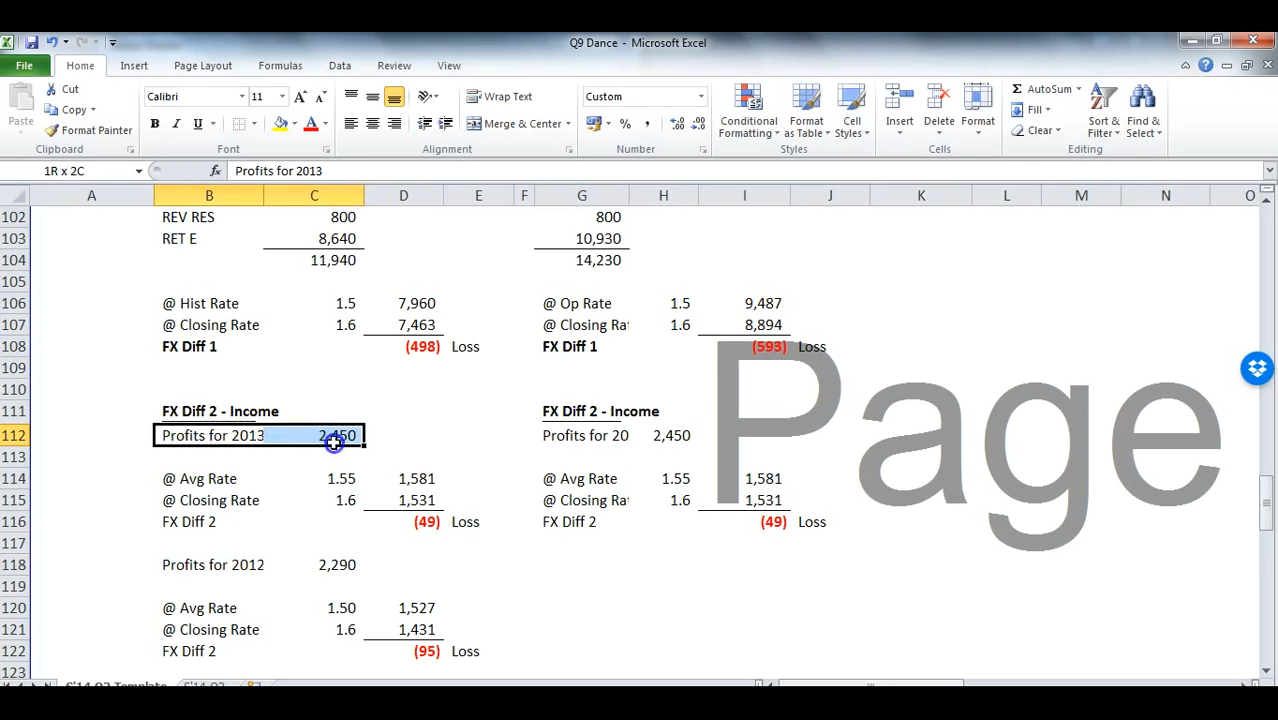 Q9 Dance - Microsoft Excel
File Home Insert Page Layout Formulas Data Review View
Paste
Cut
Copy
Format Painter
Clipboard
Calibri 11
B I U
Font
Wrap Text
Merge & Center
Alignment
Custom
Number
Conditional Formatting
Format as Table
Cell Styles
Styles
Insert
Delete
Format
Cells
AutoSum
Fill
Clear
Sort & Filter
Find & Select
Editing
1R x 2C fx Profits for 2013
A B C D E F G H I J K L M N O
102 REV RES 800 800
103 RET E 8,640 10,930
104 11,940 14,230
105
106 @ Hist Rate 1.5 7,960 @ Op Rate 1.5 9,487
107 @ Closing Rate 1.6 7,463 @ Closing Rat 1.6 8,894
108 FX Diff 1 (498) Loss FX Diff 1 (593) Loss
109
110
111 FX Diff 2 - Income FX Diff 2 - Income
112 Profits for 2013 2,450 Profits for 20 2,450
113
114 @ Avg Rate 1.55 1,581 @ Avg Rate 1.55 1,581
115 @ Closing Rate 1.6 1,531 @ Closing Rat 1.6 1,531
116 FX Diff 2 (49) Loss FX Diff 2 (49) Loss
117
118 Profits for 2012 2,290
119
120 @ Avg Rate 1.50 1,527
121 @ Closing Rate 1.6 1,431
122 FX Diff 2 (95) Loss
123
Page